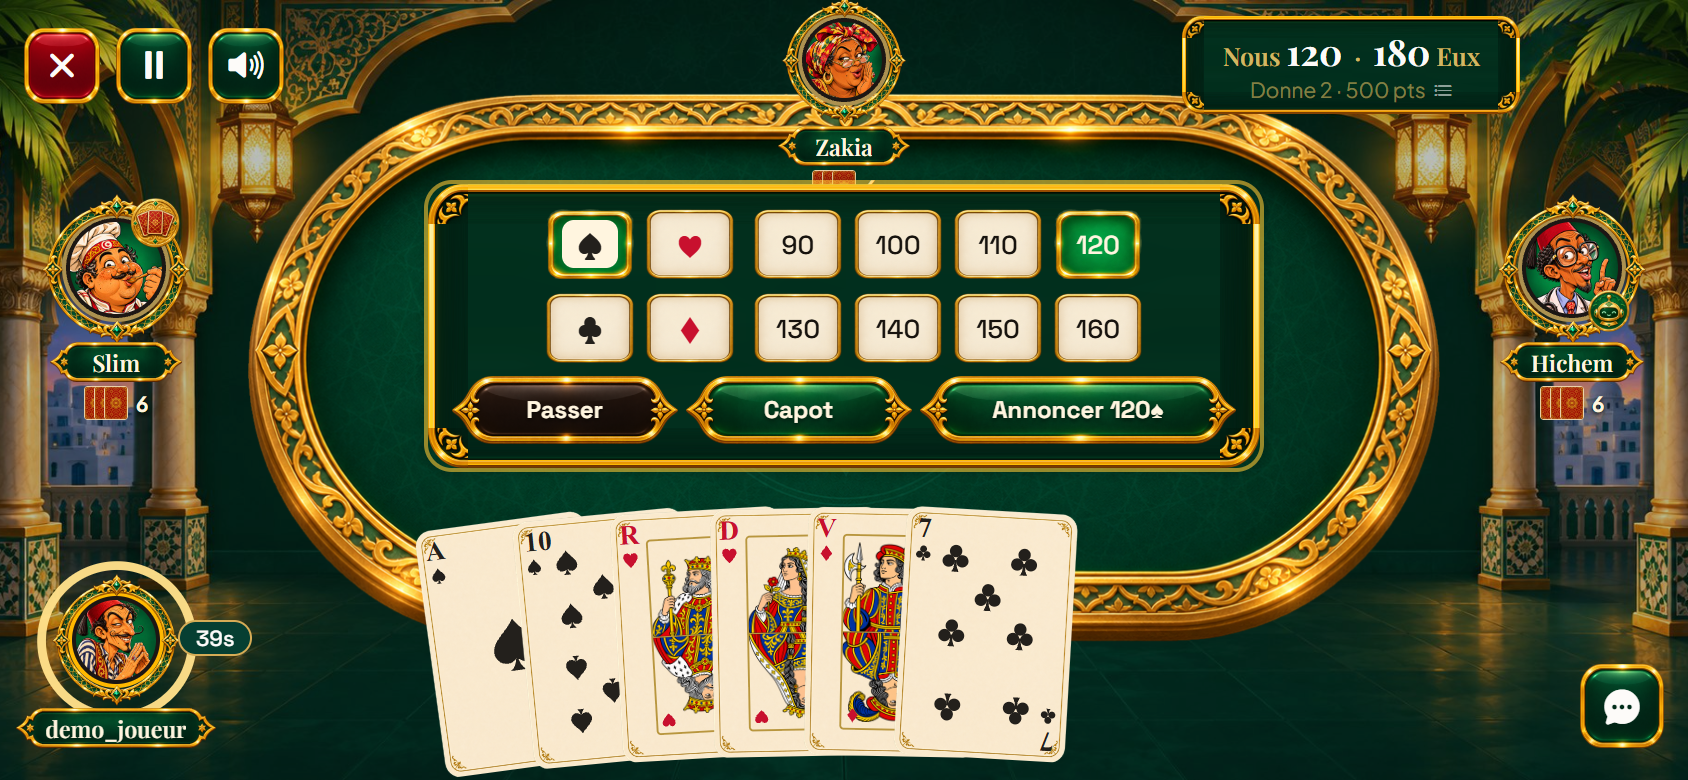 Nous 120 · 180 Eux
Donne 2 · 500 pts
Zakia
90 100 110 120
130 140 150 160
Passer Capot Annoncer 120♠
Slim
6
Hichem
6
A 10 R D V 7
7
39s
demo_joueur